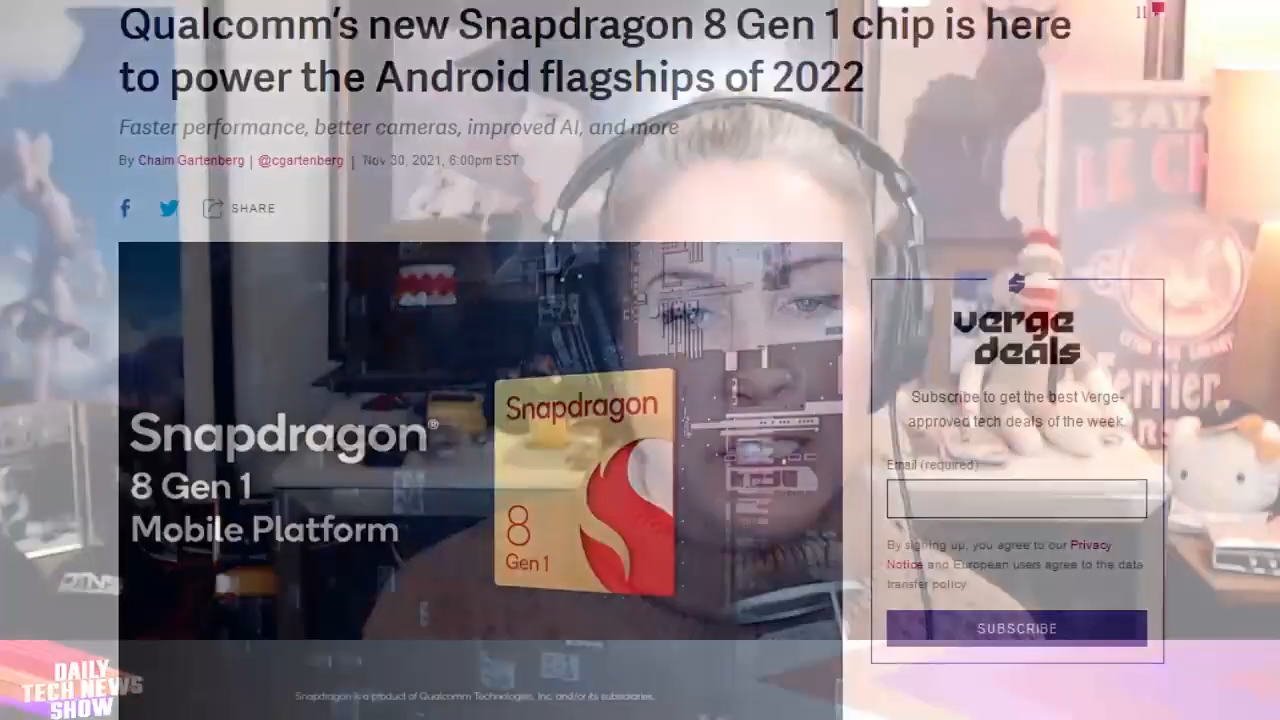 Qualcomm's new Snapdragon 8 Gen 1 chip is here
to power the Android flagships of 2022
11
Faster performance, better cameras, improved AI, and more
By Chaim Gartenberg | @cgartenberg | Nov 30, 2021, 6:00pm EST
SHARE
Snapdragon®
8 Gen 1
Mobile Platform
Snapdragon
8
Gen 1
Snapdragon is a product of Qualcomm Technologies, Inc. and/or its subsidiaries.
verge
deals
Subscribe to get the best Verge-
approved tech deals of the week.
Email (required)
By signing up, you agree to our Privacy
Notice and European users agree to the data
transfer policy
SUBSCRIBE
DAILY
TECH NEWS
SHOW